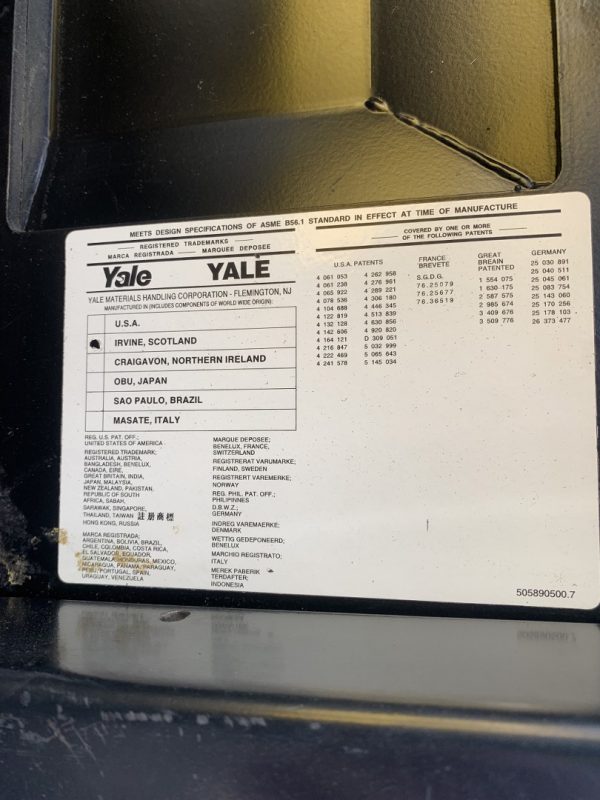 MEETS DESIGN SPECIFICATIONS OF ASME B56.1 STANDARD IN EFFECT AT TIME OF MANUFACTURE
REGISTERED TRADEMARKS
MARCA REGISTRADA MARQUEE DEPOSEE
Yale YALE
YALE MATERIALS HANDLING CORPORATION - FLEMINGTON, NJ
MANUFACTURED IN (INCLUDES COMPONENTS OF WORLD WIDE ORIGIN):
U.S.A.
IRVINE, SCOTLAND
CRAIGAVON, NORTHERN IRELAND
OBU, JAPAN
SAO PAULO, BRAZIL
MASATE, ITALY
REG. U.S. PAT. OFF.;
UNITED STATES OF AMERICA
REGISTERED TRADEMARK;
AUSTRALIA, AUSTRIA
BANGLADESH, BENELUX,
CANADA, EIRE,
GREAT BRITAIN, INDIA,
JAPAN, MALAYSIA,
NEW ZEALAND, PAKISTAN,
REPUBLIC OF SOUTH
AFRICA, SABAH,
SARAWAK, SINGAPORE,
THAILAND, TAIWAN 註册商標
HONG KONG, RUSSIA
MARCA REGISTRADA;
ARGENTINA, BOLIVIA, BRAZIL,
CHILE, COLOMBIA, COSTA RICA,
EL SALVADOR, EQUADOR,
GUATEMALA, HONDURAS, MEXICO,
NICARAGUA, PANAMA, PARAGUAY,
PERU, PORTUGAL, SPAIN,
URAGUAY, VENEZUELA
MARQUE DEPOSEE;
BENELUX, FRANCE,
SWITZERLAND
REGISTRERAT VARUMARKE;
FINLAND, SWEDEN
REGISTRERT VAREMERKE;
NORWAY
REG. PHIL. PAT. OFF.;
PHILIPINNES
D.B.W.Z.;
GERMANY
INDREG VAREMAERKE;
DENMARK
WETTIG GEDEPONEERD;
BENELUX
MARCHIO REGISTRATO;
ITALY
MEREK PABERIK
TERDAFTER;
INDONESIA
COVERED BY ONE OR MORE
OF THE FOLLOWING PATENTS
U.S.A. PATENTS
4 061 053 4 262 958
4 061 238 4 276 961
4 065 922 4 289 221
4 078 536 4 306 180
4 104 688 4 446 345
4 122 819 4 513 839
4 132 128 4 630 856
4 142 606 4 920 820
4 164 121 D 309 051
4 216 847 5 032 999
4 222 469 5 065 643
4 241 578 5 145 034
FRANCE
BREVETE
S.G.D.G.
76.25079
76.25677
76.36519
GREAT
BREAIN
PATENTED
1 554 075
1 630 175
2 587 575
2 985 674
3 409 676
3 509 776
GERMANY
25 030 891
25 040 511
25 045 061
25 083 754
25 143 060
25 170 256
25 178 103
26 373 477
505890500.7